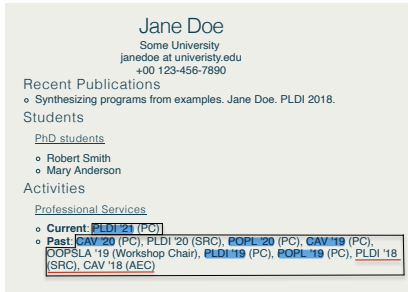 Jane Doe
Some University
janedoe at univeristy.edu
+00 123-456-7890
Recent Publications
Synthesizing programs from examples. Jane Doe. PLDI 2018.
Students
PhD students
Robert Smith
Mary Anderson
Activities
Professional Services
Current: PLDI '21 (PC)
Past: CAV '20 (PC), PLDI '20 (SRC), POPL '20 (PC), CAV '19 (PC),
OOPSLA '19 (Workshop Chair), PLDI '19 (PC), POPL '19 (PC), PLDI '18
(SRC), CAV '18 (AEC)